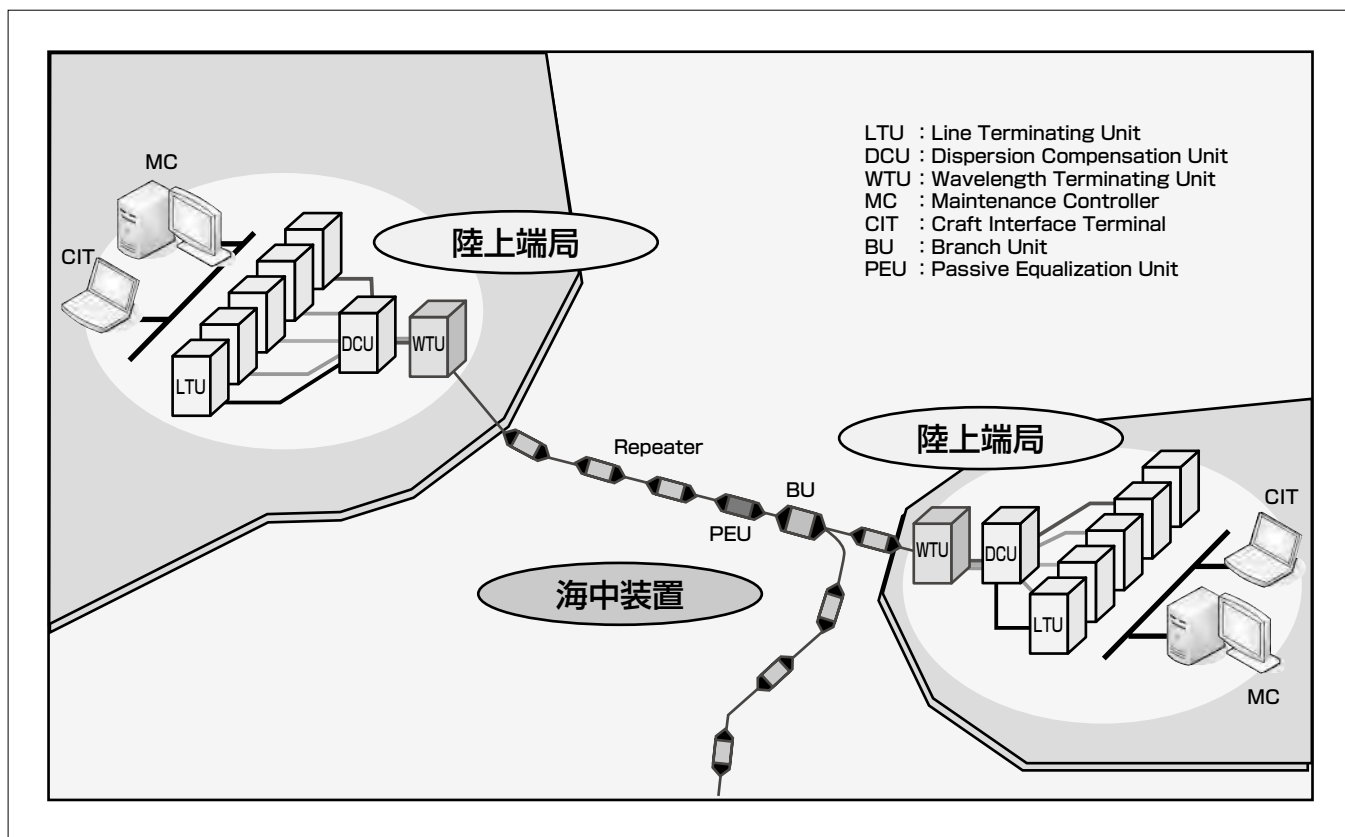 LTU : Line Terminating Unit
DCU : Dispersion Compensation Unit
WTU : Wavelength Terminating Unit
MC : Maintenance Controller
CIT : Craft Interface Terminal
BU : Branch Unit
PEU : Passive Equalization Unit
MC
CIT
陸上端局
DCU
WTU
LTU
Repeater
BU
PEU
海中装置
陸上端局
CIT
WTU
DCU
LTU
MC